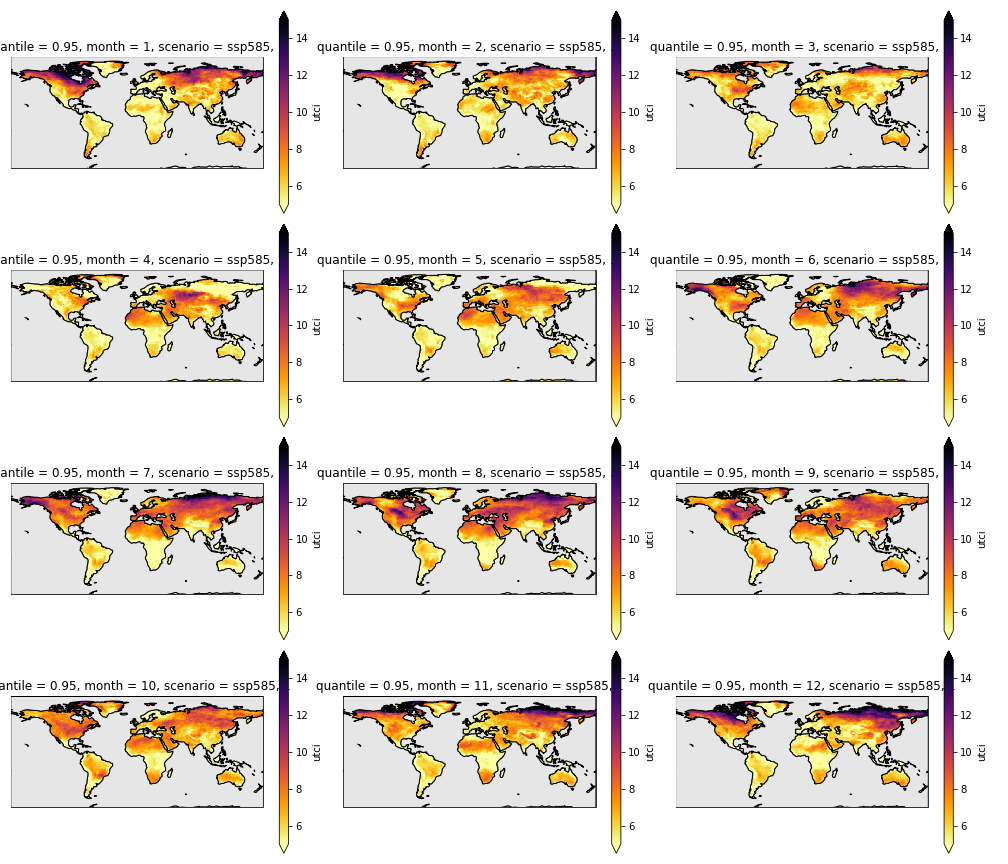 antile = 0.95, month = 1, scenario = ssp585,
14
12
10
8
6
utci
quantile = 0.95, month = 2, scenario = ssp585,
14
12
10
8
6
utci
quantile = 0.95, month = 3, scenario = ssp585,
14
12
10
8
6
utci
antile = 0.95, month = 4, scenario = ssp585,
14
12
10
8
6
utci
quantile = 0.95, month = 5, scenario = ssp585,
14
12
10
8
6
utci
quantile = 0.95, month = 6, scenario = ssp585,
14
12
10
8
6
utci
antile = 0.95, month = 7, scenario = ssp585,
14
12
10
8
6
utci
quantile = 0.95, month = 8, scenario = ssp585,
14
12
10
8
6
utci
quantile = 0.95, month = 9, scenario = ssp585,
14
12
10
8
6
utci
antile = 0.95, month = 10, scenario = ssp585,
14
12
10
8
6
utci
quantile = 0.95, month = 11, scenario = ssp585,
14
12
10
8
6
utci
quantile = 0.95, month = 12, scenario = ssp585,
14
12
10
8
6
utci